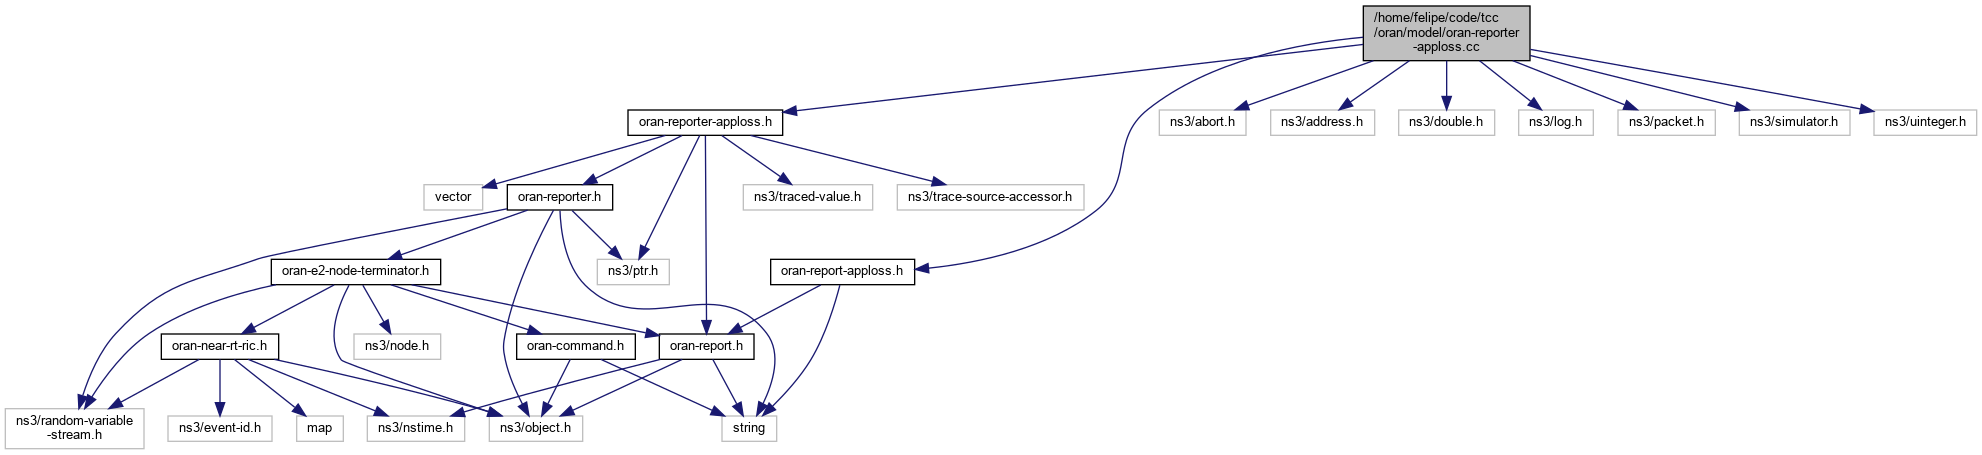 /home/felipe/code/tcc
/oran/model/oran-reporter
-apploss.cc
oran-reporter-apploss.h
ns3/abort.h
ns3/address.h
ns3/double.h
ns3/log.h
ns3/packet.h
ns3/simulator.h
ns3/uinteger.h
vector
oran-reporter.h
ns3/traced-value.h
ns3/trace-source-accessor.h
oran-e2-node-terminator.h
ns3/ptr.h
oran-report-apploss.h
oran-near-rt-ric.h
ns3/node.h
oran-command.h
oran-report.h
ns3/random-variable
-stream.h
ns3/event-id.h
map
ns3/nstime.h
ns3/object.h
string